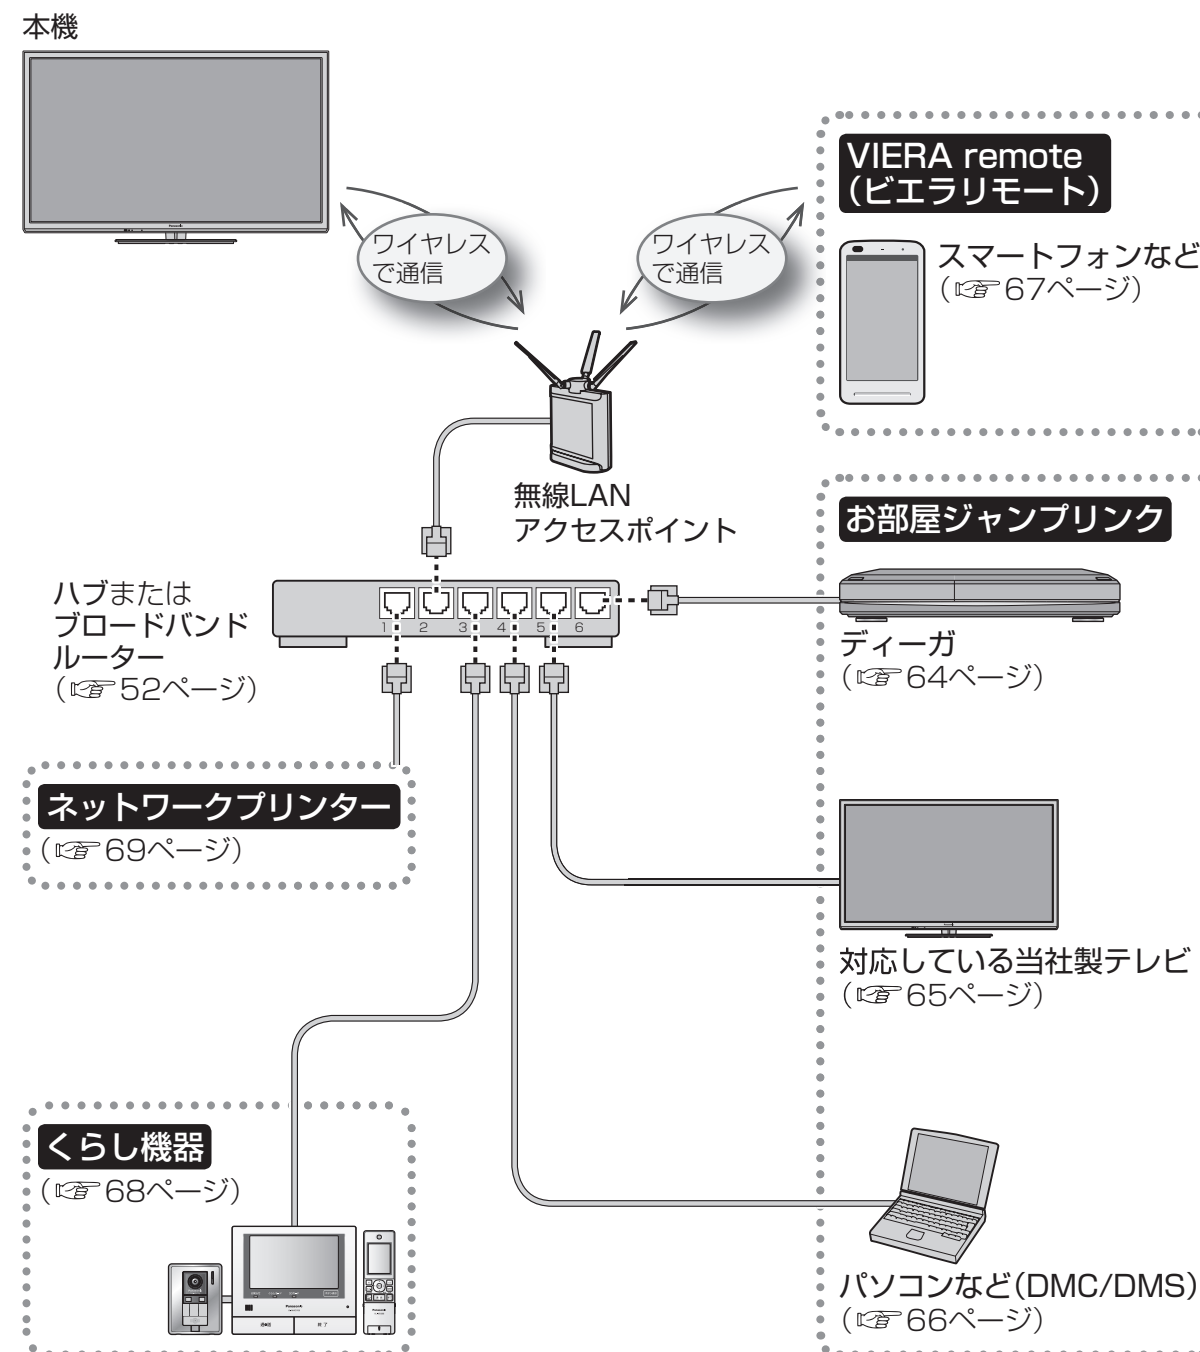 本機
VIERA remote
（ビエラリモート）
ワイヤレス
で通信
ワイヤレス
で通信
スマートフォンなど
（☞67ページ）
無線LAN
アクセスポイント
お部屋ジャンプリンク
ハブまたは
ブロードバンド
ルーター
（☞52ページ）
1 2 3 4 5 6
ディーガ
（☞64ページ）
ネットワークプリンター
（☞69ページ）
対応している当社製テレビ
（☞65ページ）
くらし機器
（☞68ページ）
Panasonic
終了
パソコンなど(DMC/DMS)
（☞66ページ）